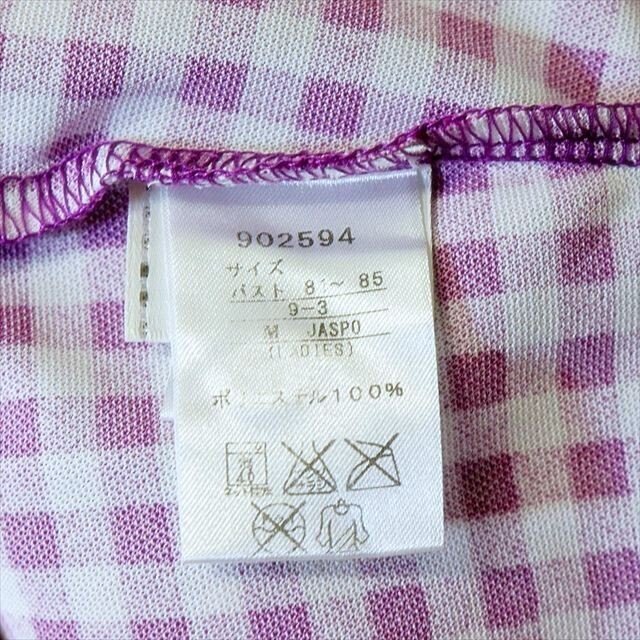 902594
サイズ
バスト 81〜 85
9-3
M JASPO
(LADIES)
ポリエステル100%